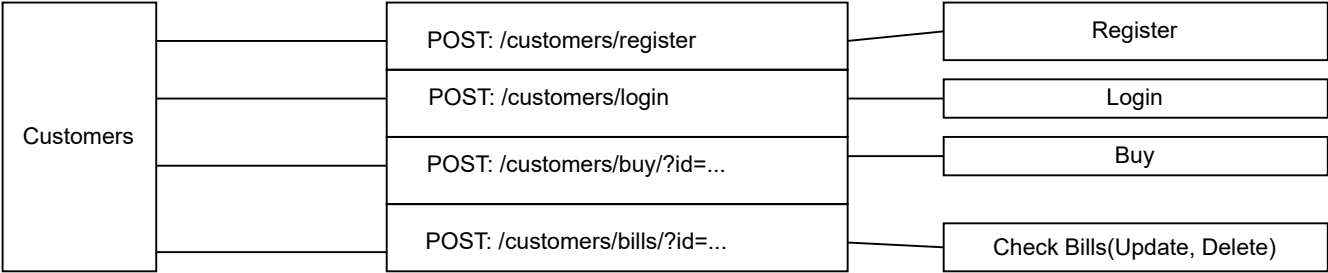 Customers
POST: /customers/register
Register
POST: /customers/login
Login
POST: /customers/buy/?id=...
Buy
POST: /customers/bills/?id=...
Check Bills(Update, Delete)